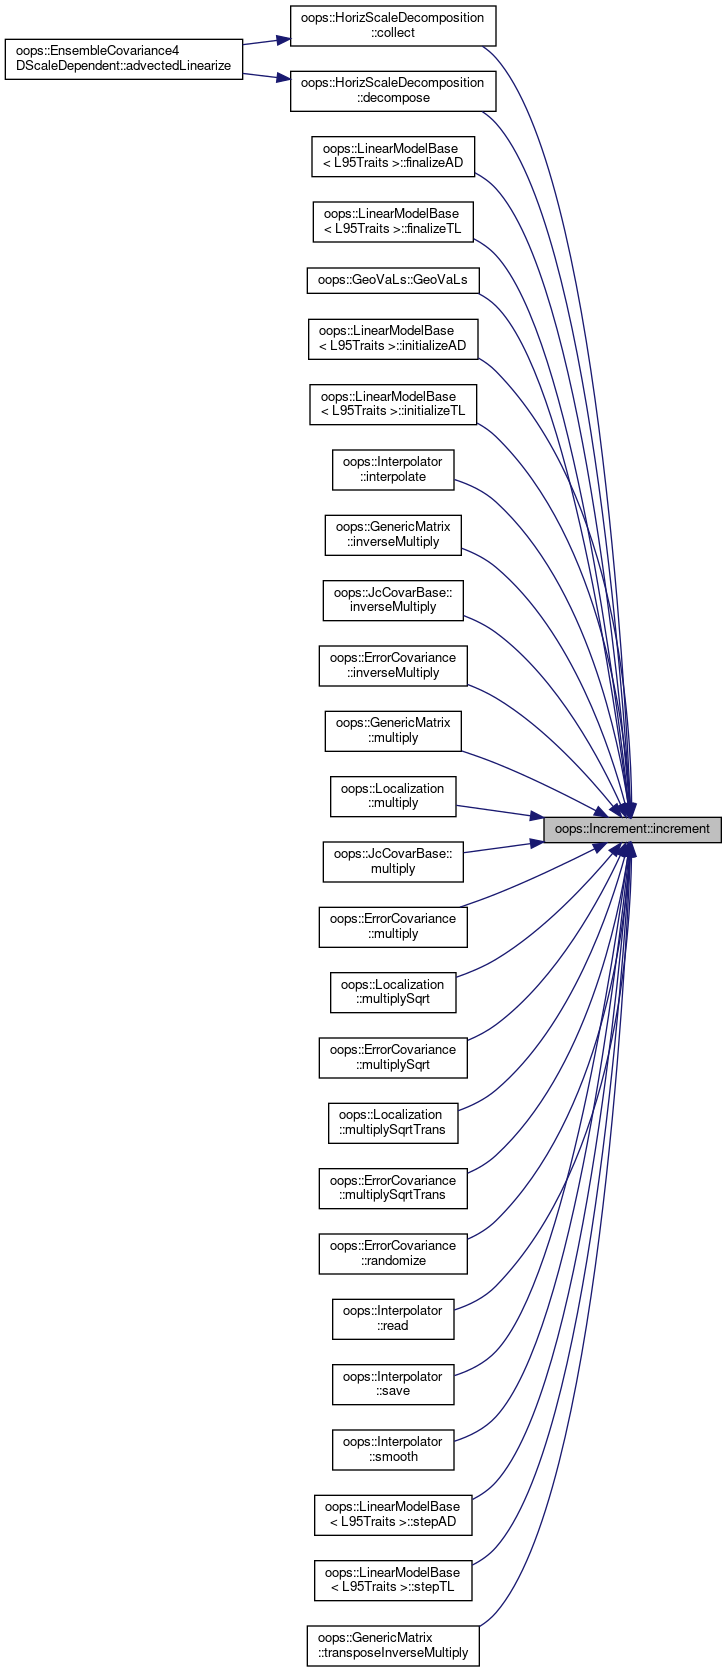 oops::HorizScaleDecomposition
::collect
oops::EnsembleCovariance4
DScaleDependent::advectedLinearize
oops::HorizScaleDecomposition
::decompose
oops::LinearModelBase
< L95Traits >::finalizeAD
oops::LinearModelBase
< L95Traits >::finalizeTL
oops::GeoVaLs::GeoVaLs
oops::LinearModelBase
< L95Traits >::initializeAD
oops::LinearModelBase
< L95Traits >::initializeTL
oops::Interpolator
::interpolate
oops::GenericMatrix
::inverseMultiply
oops::JcCovarBase::
inverseMultiply
oops::ErrorCovariance
::inverseMultiply
oops::GenericMatrix
::multiply
oops::Localization
::multiply
oops::Increment::increment
oops::JcCovarBase::
multiply
oops::ErrorCovariance
::multiply
oops::Localization
::multiplySqrt
oops::ErrorCovariance
::multiplySqrt
oops::Localization
::multiplySqrtTrans
oops::ErrorCovariance
::multiplySqrtTrans
oops::ErrorCovariance
::randomize
oops::Interpolator
::read
oops::Interpolator
::save
oops::Interpolator
::smooth
oops::LinearModelBase
< L95Traits >::stepAD
oops::LinearModelBase
< L95Traits >::stepTL
oops::GenericMatrix
::transposeInverseMultiply